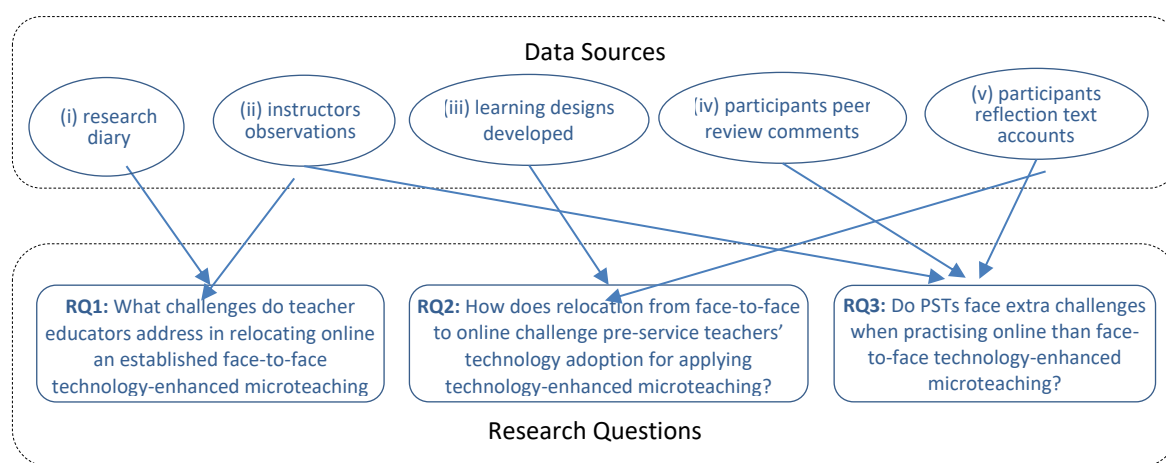 Data Sources
(i) research
diary
(ii) instructors
observations
(iii) learning designs
developed
(iv) participants peer
review comments
(v) participants
reflection text
accounts
RQ1: What challenges do teacher
educators address in relocating online
an established face-to-face
technology-enhanced microteaching
RQ2: How does relocation from face-to-face
to online challenge pre-service teachers’
technology adoption for applying
technology-enhanced microteaching?
RQ3: Do PSTs face extra challenges
when practising online than face-
to-face technology-enhanced
microteaching?
Research Questions